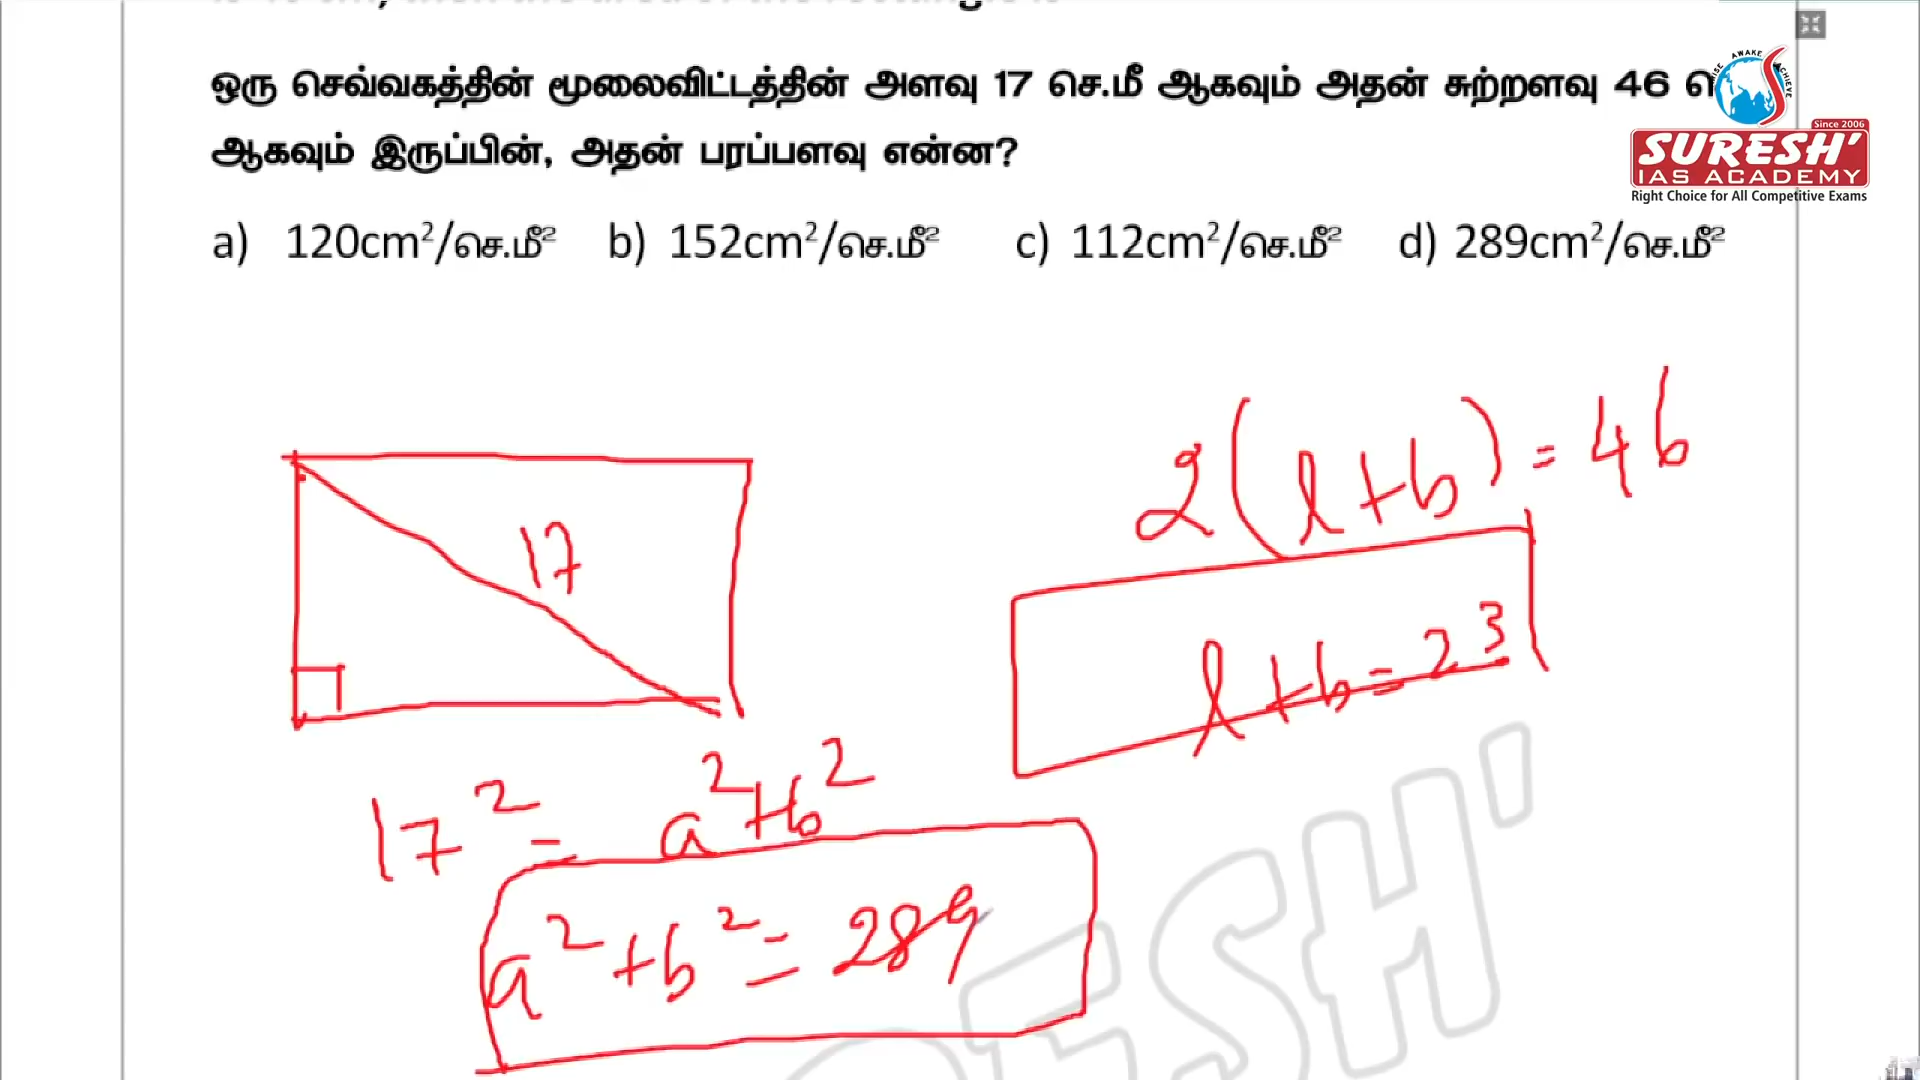 ஒரு செவ்வகத்தின் மூலைவிட்டத்தின் அளவு 17 செ.மீ ஆகவும் அதன் சுற்றளவு 46
ஆகவும் இருப்பின், அதன் பரப்பளவு என்ன?
a) 120cm²/செ.மீ² b) 152cm²/செ.மீ² c) 112cm²/செ.மீ² d) 289cm²/செ.மீ²
AWAKE
ACHIEVE
Since 2006
SURESH'
IAS ACADEMY
Right Choice for All Competitive Exams
2(l+b) = 46
17
l+b=23
17² = a²+b²
a²+b² = 289